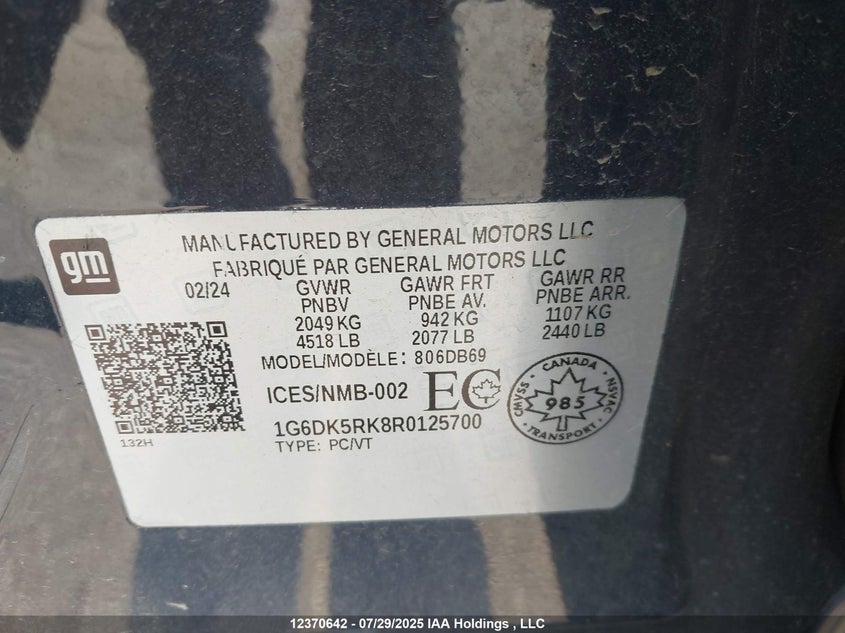 gm
MANUFACTURED BY GENERAL MOTORS LLC
FABRIQUÉ PAR GENERAL MOTORS LLC
02/24 GVWR GAWR FRT GAWR RR
PNBV PNBE AV. PNBE ARR.
2049 KG 942 KG 1107 KG
4518 LB 2077 LB 2440 LB
MODEL/MODÈLE: 806DB69
ICES/NMB-002 EC
CANADA
CMVSS 985 NSVAC
TRANSPORT
132H
1G6DK5RK8R0125700
TYPE: PC/VT
12370642 - 07/29/2025 IAA Holdings , LLC